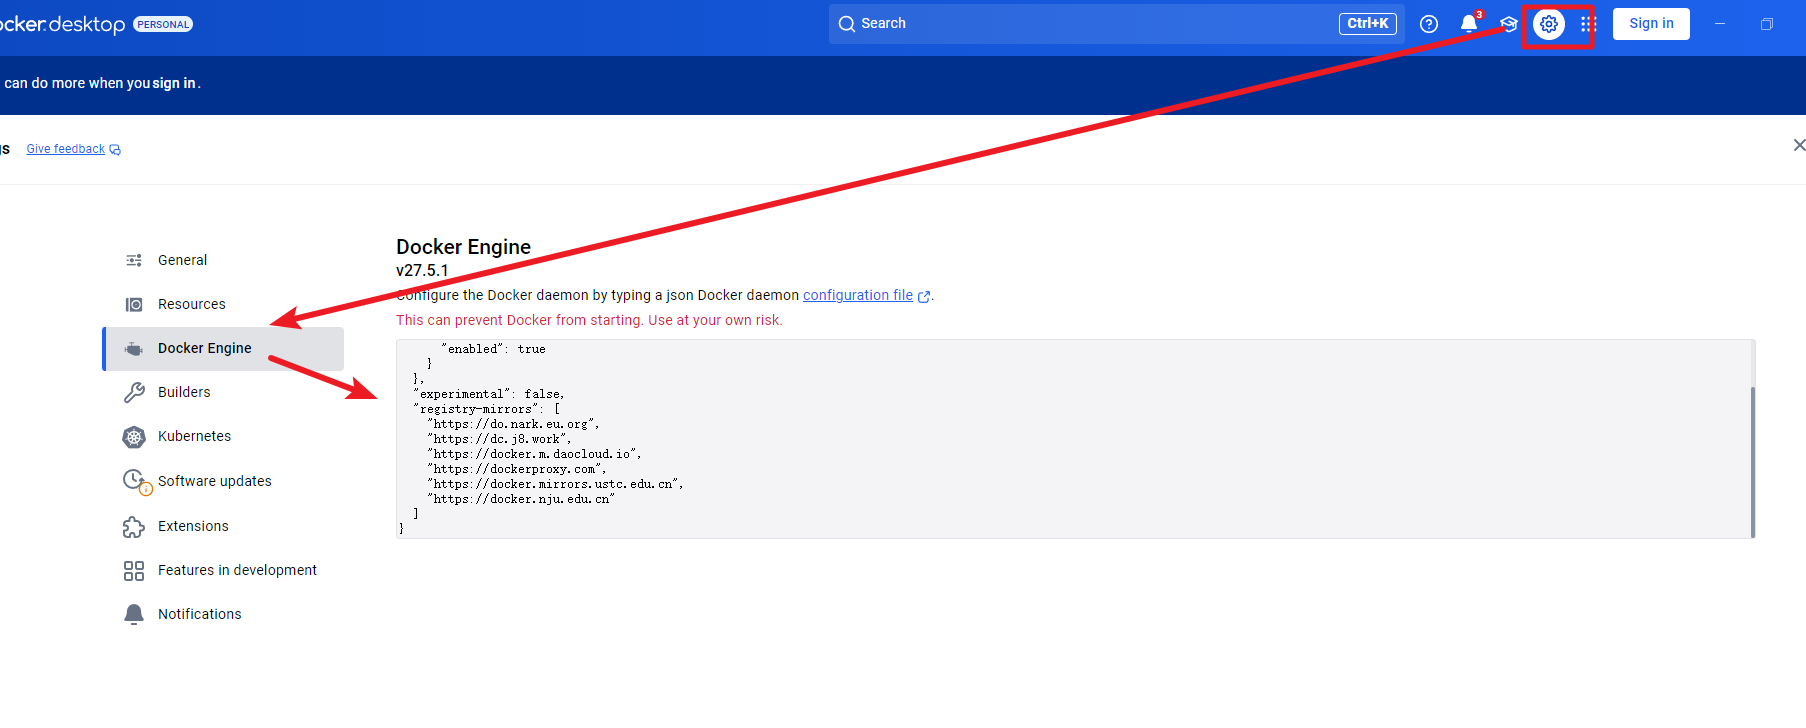 ocker.desktop PERSONAL
Search Ctrl+K
3
Sign in
can do more when you sign in.
gs Give feedback
General
Resources
Docker Engine
Builders
Kubernetes
Software updates
Extensions
Features in development
Notifications
Docker Engine
v27.5.1
Configure the Docker daemon by typing a json Docker daemon configuration file.
This can prevent Docker from starting. Use at your own risk.
"enabled": true
}
},
"experimental": false,
"registry-mirrors": [
"https://do.nark.eu.org",
"https://dc.j8.work",
"https://docker.m.daocloud.io",
"https://dockerproxy.com",
"https://docker.mirrors.ustc.edu.cn",
"https://docker.nju.edu.cn"
]
}